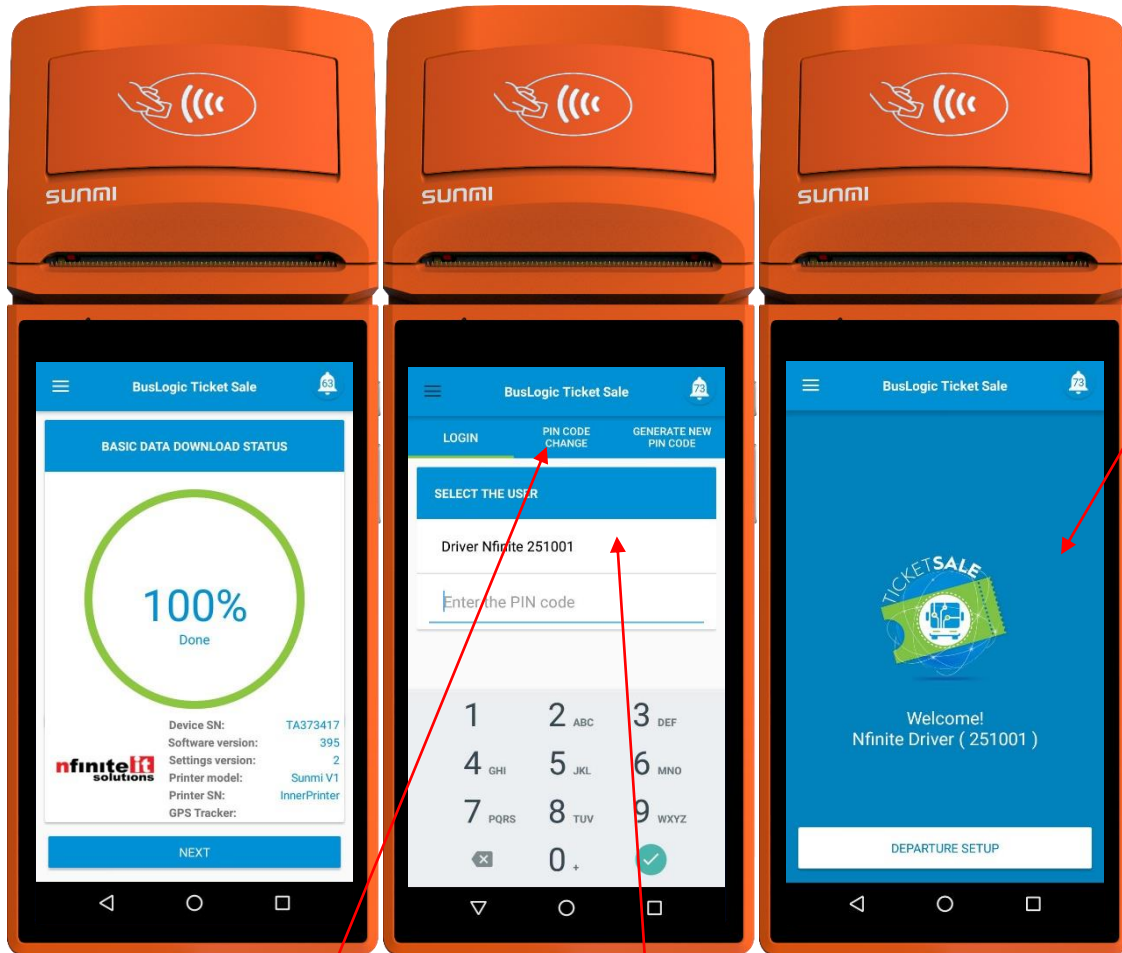 SUNMI
63
BusLogic Ticket Sale
BASIC DATA DOWNLOAD STATUS
100%
Done
Device SN: TA373417
Software version: 395
Settings version: 2
Printer model: Sunmi V1
Printer SN: InnerPrinter
GPS Tracker:
nfiniteit
solutions
NEXT
SUNMI
BusLogic Ticket Sale
73
LOGIN
PIN CODE
CHANGE
GENERATE NEW
PIN CODE
SELECT THE USER
Driver Nfinite 251001
Enter the PIN code
1
2 ABC
3 DEF
4 GHI
5 JKL
6 MNO
7 PQRS
8 TUV
9 WXYZ
0 +
SUNMI
BusLogic Ticket Sale
73
TICKETSALE
Welcome!
Nfinite Driver ( 251001 )
DEPARTURE SETUP